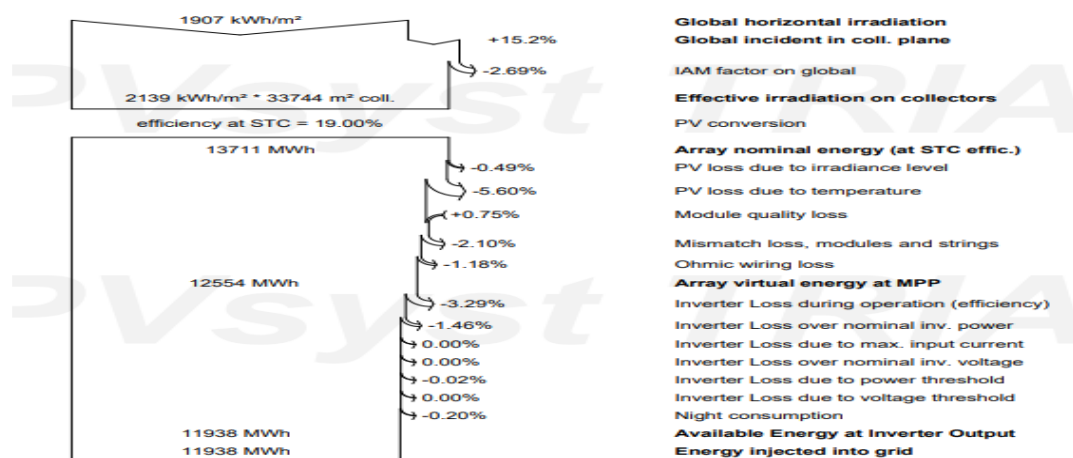 1907 kWh/m² Global horizontal irradiation
+15.2% Global incident in coll. plane
-2.69% IAM factor on global
2139 kWh/m² * 33744 m² coll. Effective irradiation on collectors
efficiency at STC = 19.00% PV conversion
13711 MWh Array nominal energy (at STC effic.)
-0.49% PV loss due to irradiance level
-5.60% PV loss due to temperature
+0.75% Module quality loss
-2.10% Mismatch loss, modules and strings
-1.18% Ohmic wiring loss
12554 MWh Array virtual energy at MPP
-3.29% Inverter Loss during operation (efficiency)
-1.46% Inverter Loss over nominal inv. power
0.00% Inverter Loss due to max. input current
0.00% Inverter Loss over nominal inv. voltage
-0.02% Inverter Loss due to power threshold
0.00% Inverter Loss due to voltage threshold
-0.20% Night consumption
11938 MWh Available Energy at Inverter Output
11938 MWh Energy injected into grid
PVsyst TRIA
PVsyst TRIA